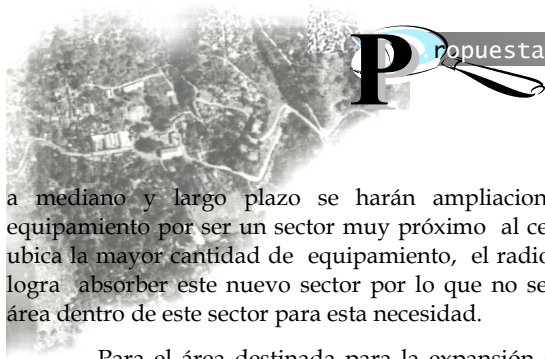 Propuesta
a mediano y largo plazo se harán ampliacion
equipamiento por ser un sector muy próximo al ce
ubica la mayor cantidad de equipamiento, el radio
logra absorber este nuevo sector por lo que no se
área dentro de este sector para esta necesidad.
Para el área destinada para la expansión